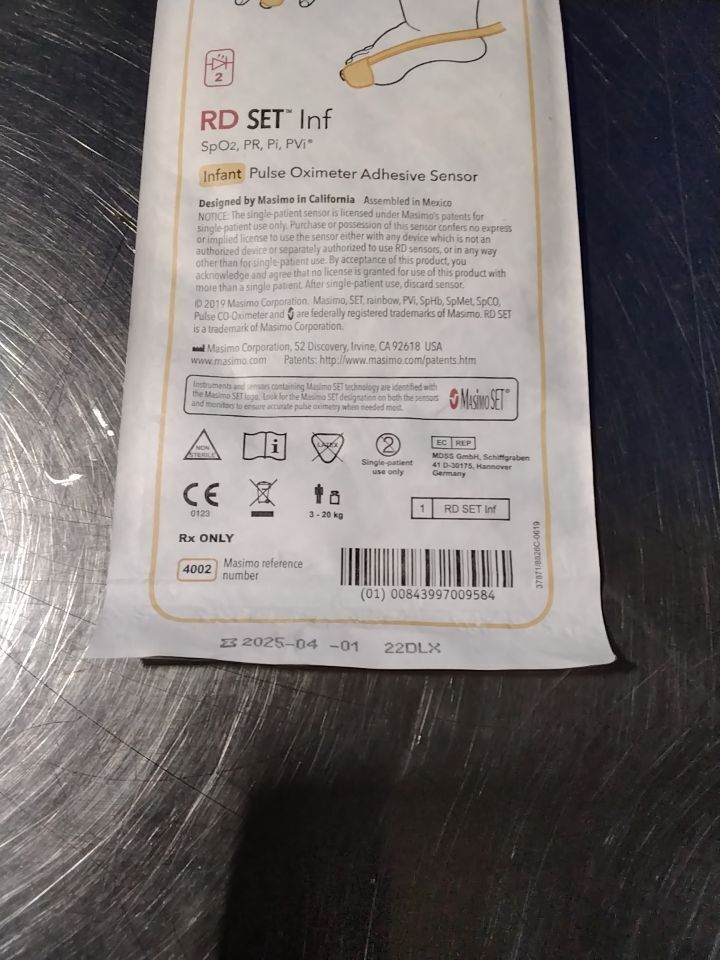 2
RD SET™ Inf
SpO2, PR, Pi, PVi®
Infant Pulse Oximeter Adhesive Sensor
Designed by Masimo in California Assembled in Mexico
NOTICE: The single-patient sensor is licensed under Masimo's patents for
single-patient use only. Purchase or possession of this sensor confers no express
or implied license to use the sensor either with any device which is not an
authorized device or separately authorized to use RD sensors, or in any way
other than for single-patient use. By acceptance of this product, you
acknowledge and agree that no license is granted for use of this product with
more than a single patient. After single-patient use, discard sensor.
© 2019 Masimo Corporation. Masimo, SET, rainbow, PVi, SpHb, SpMet, SpCO,
Pulse CO-Oximeter and are federally registered trademarks of Masimo. RD SET
is a trademark of Masimo Corporation.
Masimo Corporation, 52 Discovery, Irvine, CA 92618 USA
www.masimo.com Patents: http://www.masimo.com/patents.htm
Instruments and sensors containing Masimo SET technology are identified with
the Masimo SET logo. Look for the Masimo SET designation on both the sensors
and monitors to ensure accurate pulse oximetry when needed most.
Masimo SET®
NON
STERILE
i
LATEX
2
Single-patient
use only
EC REP
MDSS GmbH, Schiffgraben
41 D-30175, Hannover
Germany
CE
0123
3 - 20 kg
1 RD SET Inf
Rx ONLY
4002 Masimo reference
number
(01) 00843997009584
37871/8826C-0619
2025-04 -01 22DLX